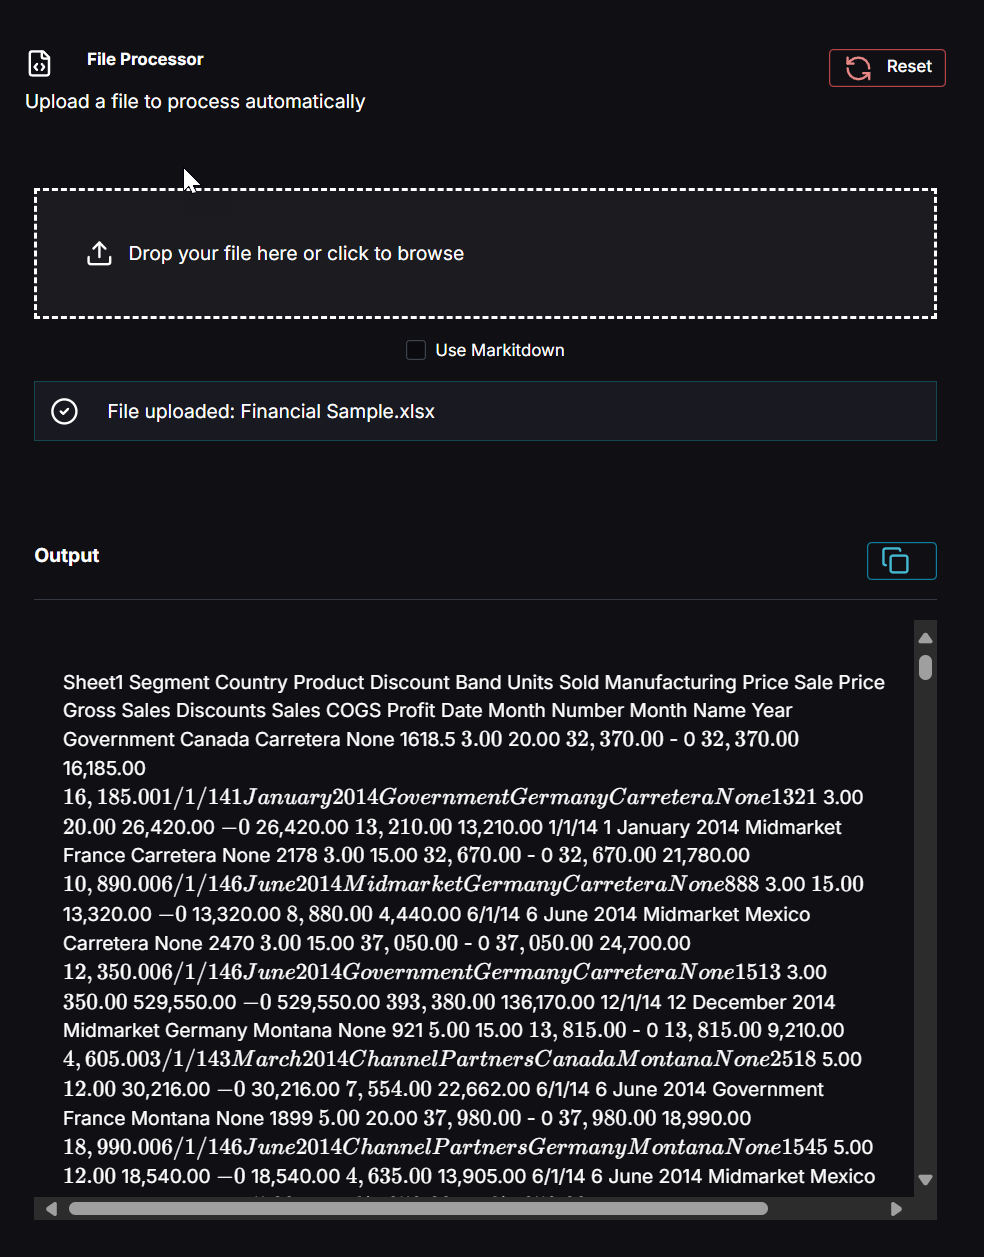 File Processor
Reset
Upload a file to process automatically
Drop your file here or click to browse
Use Markitdown
File uploaded: Financial Sample.xlsx
Output
Sheet1 Segment Country Product Discount Band Units Sold Manufacturing Price Sale Price
Gross Sales Discounts Sales COGS Profit Date Month Number Month Name Year
Government Canada Carretera None 1618.5 3.00 20.00 32,370.00 - 0 32,370.00
16,185.00
16,185.001/1/141January2014GovernmentGermanyCarreteraNone1321 3.00
20.00 26,420.00 −0 26,420.00 13,210.00 13,210.00 1/1/14 1 January 2014 Midmarket
France Carretera None 2178 3.00 15.00 32,670.00 - 0 32,670.00 21,780.00
10,890.006/1/146June2014MidmarketGermanyCarreteraNone888 3.00 15.00
13,320.00 −0 13,320.00 8,880.00 4,440.00 6/1/14 6 June 2014 Midmarket Mexico
Carretera None 2470 3.00 15.00 37,050.00 - 0 37,050.00 24,700.00
12,350.006/1/146June2014GovernmentGermanyCarreteraNone1513 3.00
350.00 529,550.00 −0 529,550.00 393,380.00 136,170.00 12/1/14 12 December 2014
Midmarket Germany Montana None 921 5.00 15.00 13,815.00 - 0 13,815.00 9,210.00
4,605.003/1/143March2014ChannelPartnersCanadaMontanaNone2518 5.00
12.00 30,216.00 −0 30,216.00 7,554.00 22,662.00 6/1/14 6 June 2014 Government
France Montana None 1899 5.00 20.00 37,980.00 - 0 37,980.00 18,990.00
18,990.006/1/146June2014ChannelPartnersGermanyMontanaNone1545 5.00
12.00 18,540.00 −0 18,540.00 4,635.00 13,905.00 6/1/14 6 June 2014 Midmarket Mexico